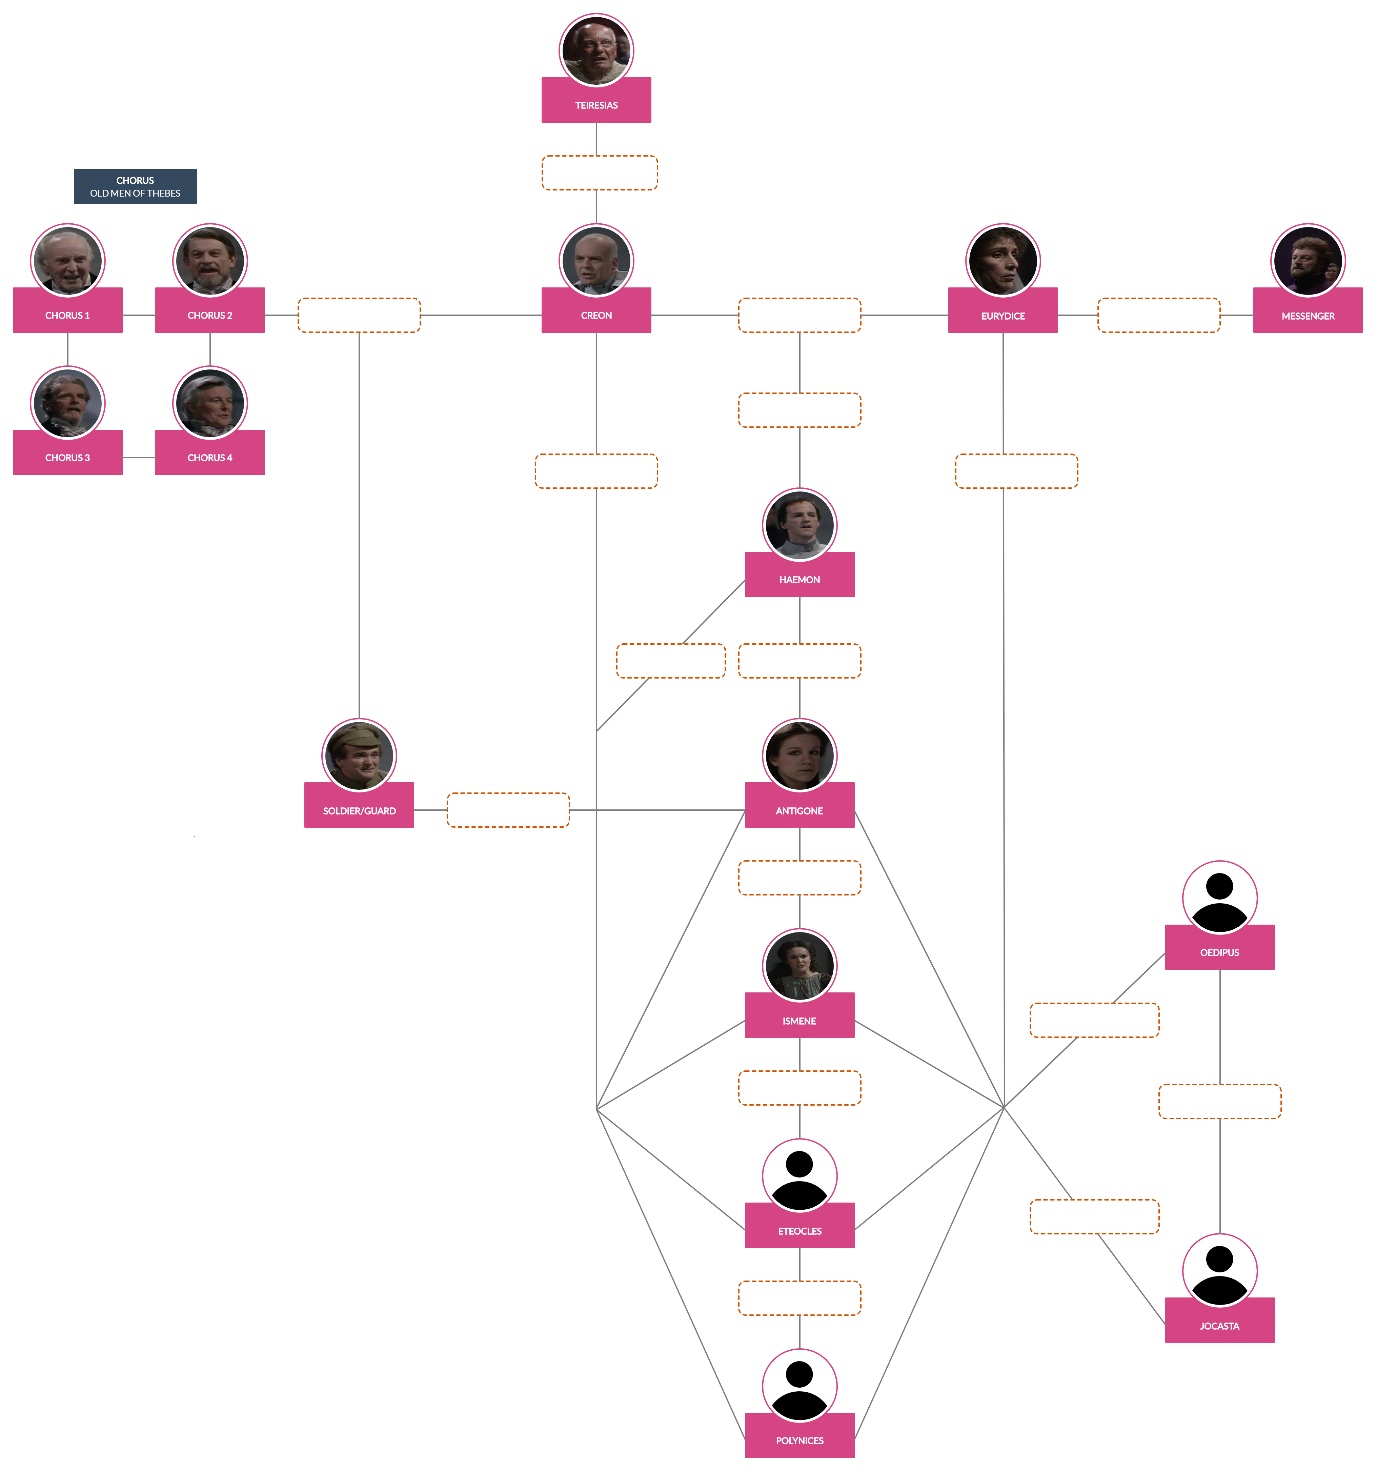 TEIRESIAS
CHORUS
OLD MEN OF THEBES
CHORUS 1
CHORUS 2
CREON
EURYDICE
MESSENGER
CHORUS 3
CHORUS 4
HAEMON
SOLDIER/GUARD
ANTIGONE
OEDIPUS
ISMENE
ETEOCLES
JOCASTA
POLYNICES